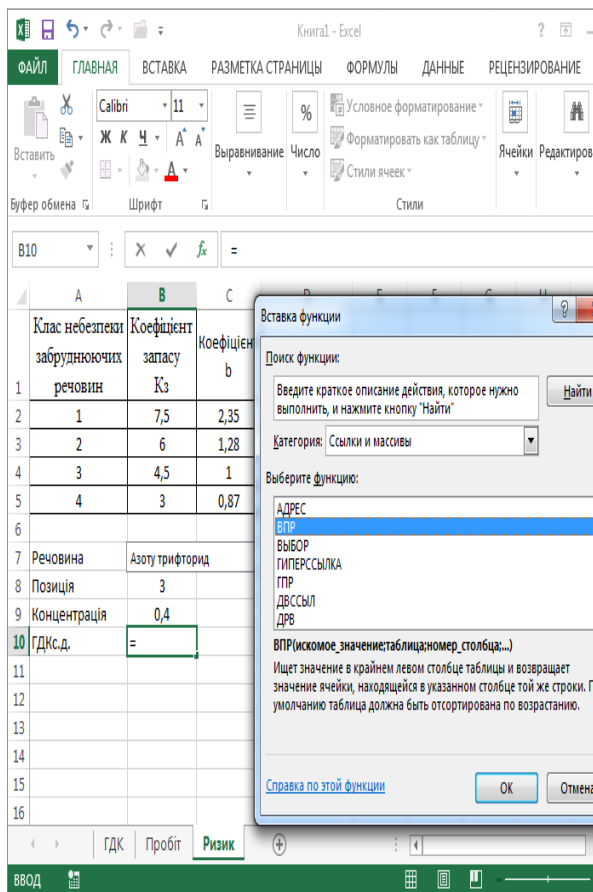 Книга1 - Excel
ФАЙЛ ГЛАВНАЯ ВСТАВКА РАЗМЕТКА СТРАНИЦЫ ФОРМУЛЫ ДАННЫЕ РЕЦЕНЗИРОВАНИЕ
Вставить
Calibri 11
Ж К Ч А А
А
Выравнивание
%
Число
Условное форматирование
Форматировать как таблицу
Стили ячеек
Ячейки
Редактиров
Буфер обмена Шрифт Стили
B10 fx =
A B C
1 Клас небезпеки забруднюючих речовин Коефіцієнт запасу Кз Коефіцієн b
2 1 7,5 2,35
3 2 6 1,28
4 3 4,5 1
5 4 3 0,87
6
7 Речовина Азоту трифторид
8 Позиція 3
9 Концентрація 0,4
10 ГДКс.д. =
11
12
13
14
15
16
Вставка функции
?
Поиск функции:
Введите краткое описание действия, которое нужно
выполнить, и нажмите кнопку "Найти"
Найти
Категория: Ссылки и массивы
Выберите функцию:
АДРЕС
ВПР
ВЫБОР
ГИПЕРССЫЛКА
ГПР
ДВССЫЛ
ДРВ
ВПР(искомое_значение;таблица;номер_столбца;...)
Ищет значение в крайнем левом столбце таблицы и возвращает
значение ячейки, находящейся в указанном столбце той же строки. П
умолчанию таблица должна быть отсортирована по возрастанию.
Справка по этой функции
ОК
Отмена
ГДК Пробіт Ризик
ВВОД